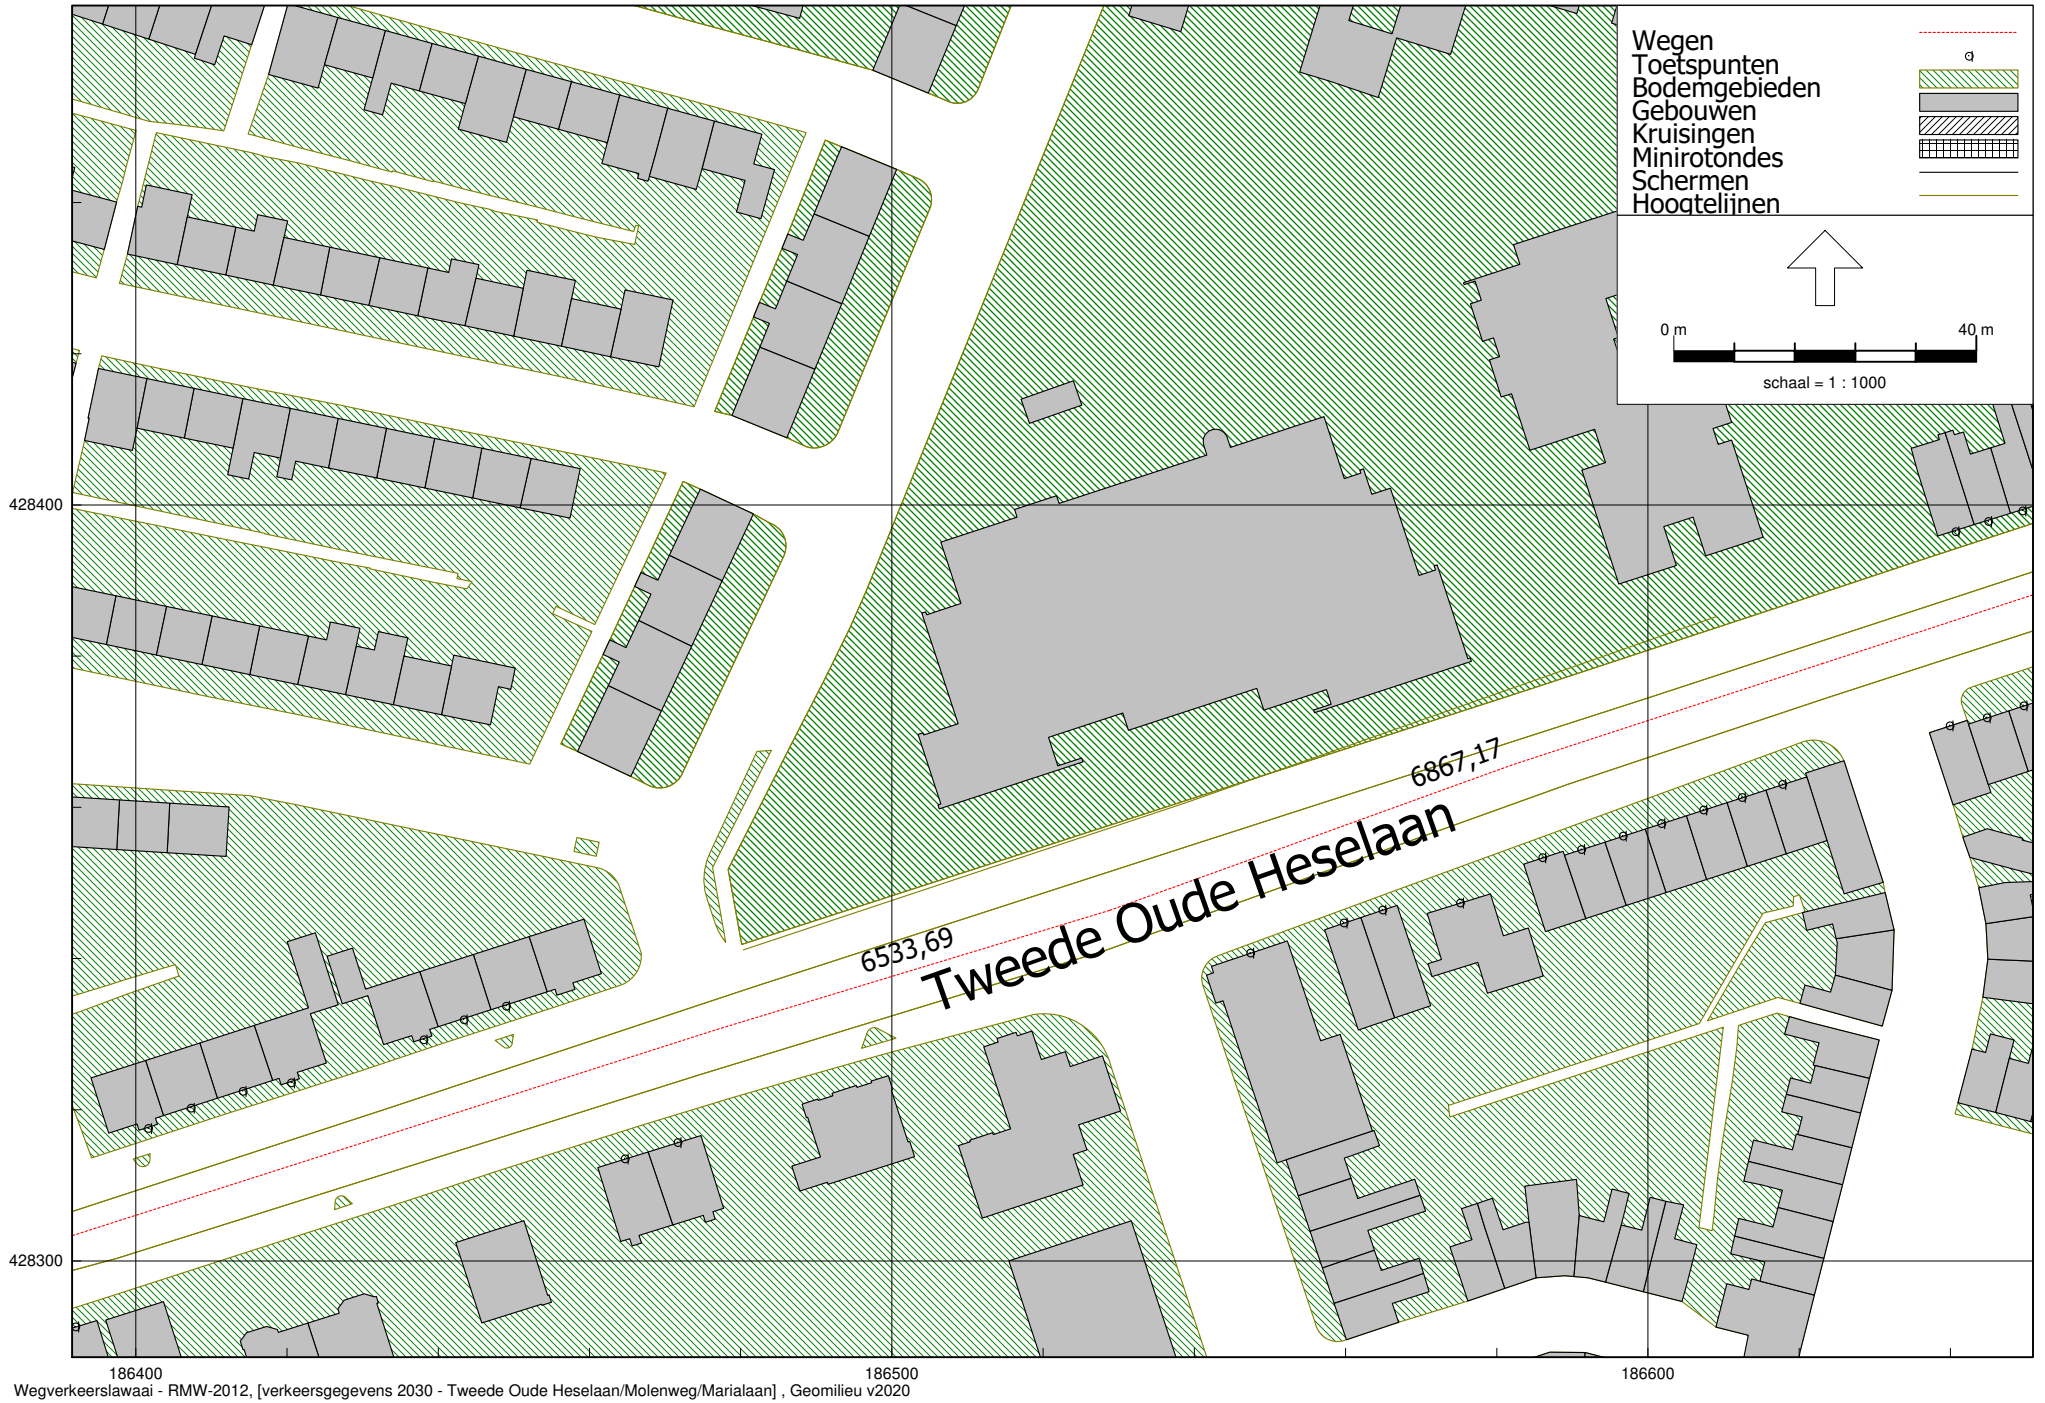 Wegen
Toetspunten
Bodemgebieden
Gebouwen
Kruisingen
Minirotondes
Schermen
Hoogtelijnen
0 m
40 m
schaal = 1 : 1000
428400
6867,17
6533,69
Tweede Oude Heselaan
428300
186400
186500
186600
Wegverkeerslawaai - RMW-2012, [verkeersgegevens 2030 - Tweede Oude Heselaan/Molenweg/Marialaan] , Geomilieu v2020